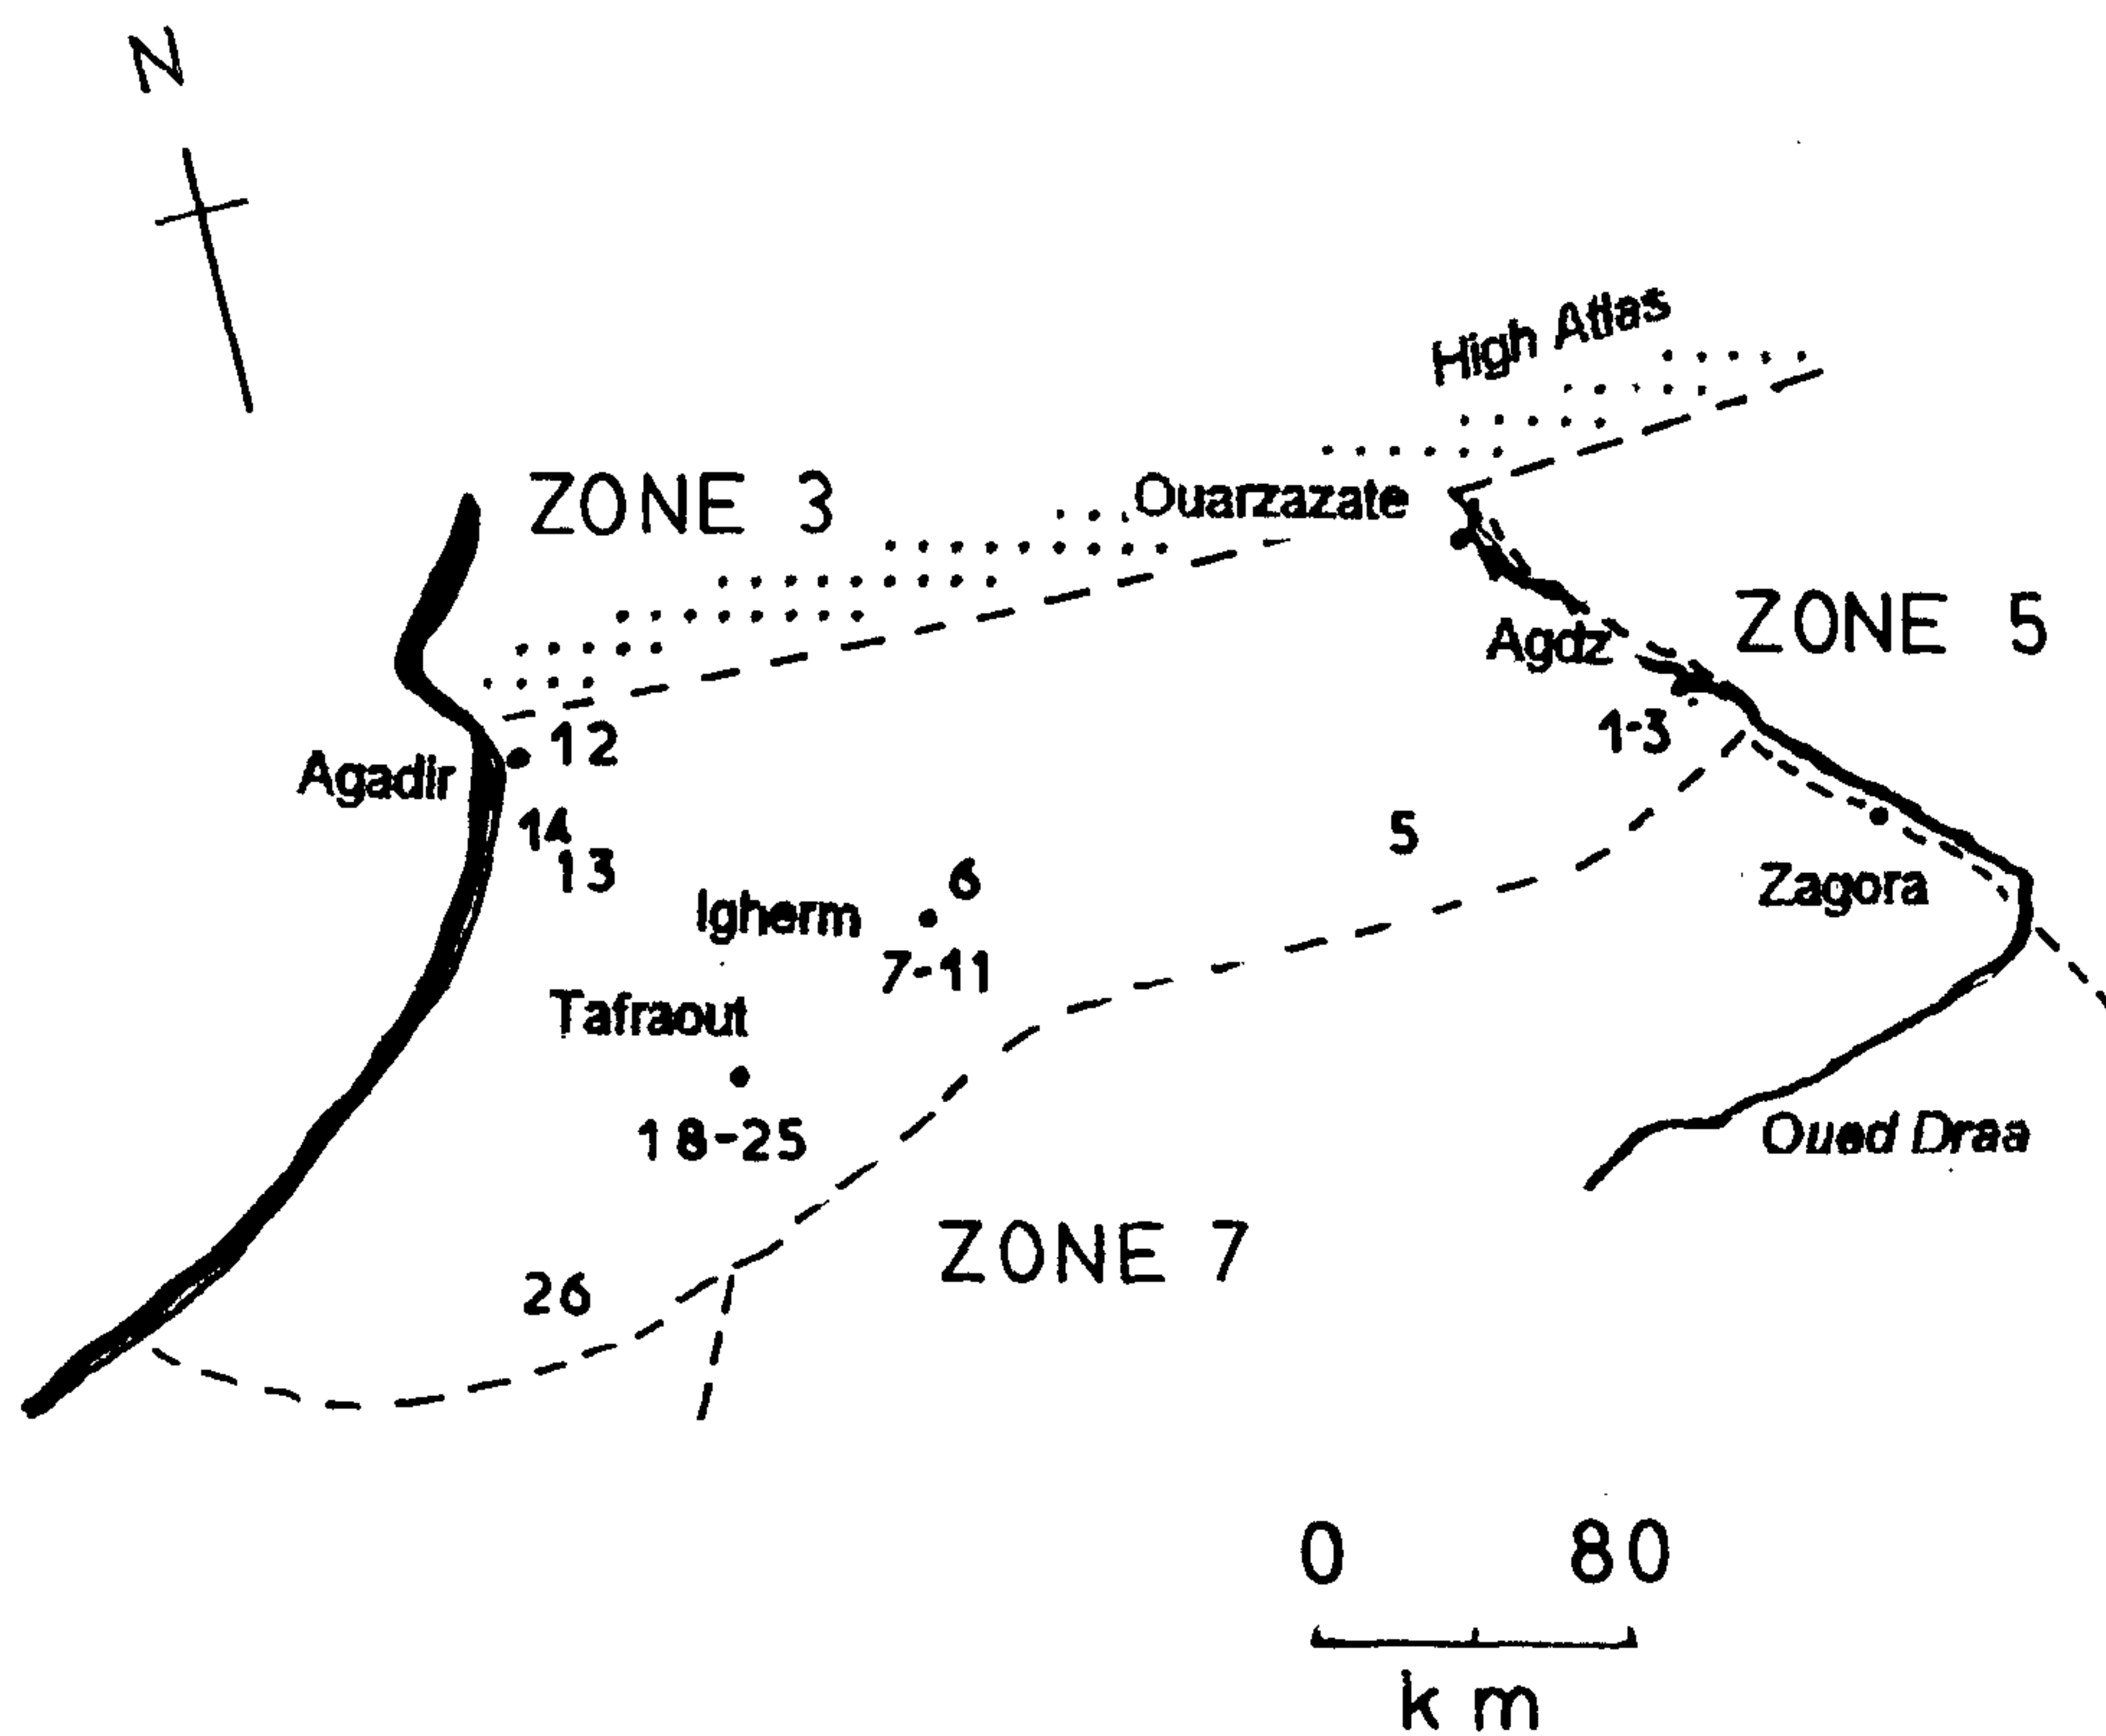 N
High Atlas
ZONE 3
Ouarzazate
ZONE 5
Agdz
1-3
12
Agadir
14
13
5
6
Igherm
7-11
Zagora
Tafraout
18-25
Oued Draa
ZONE 7
26
0 80
km